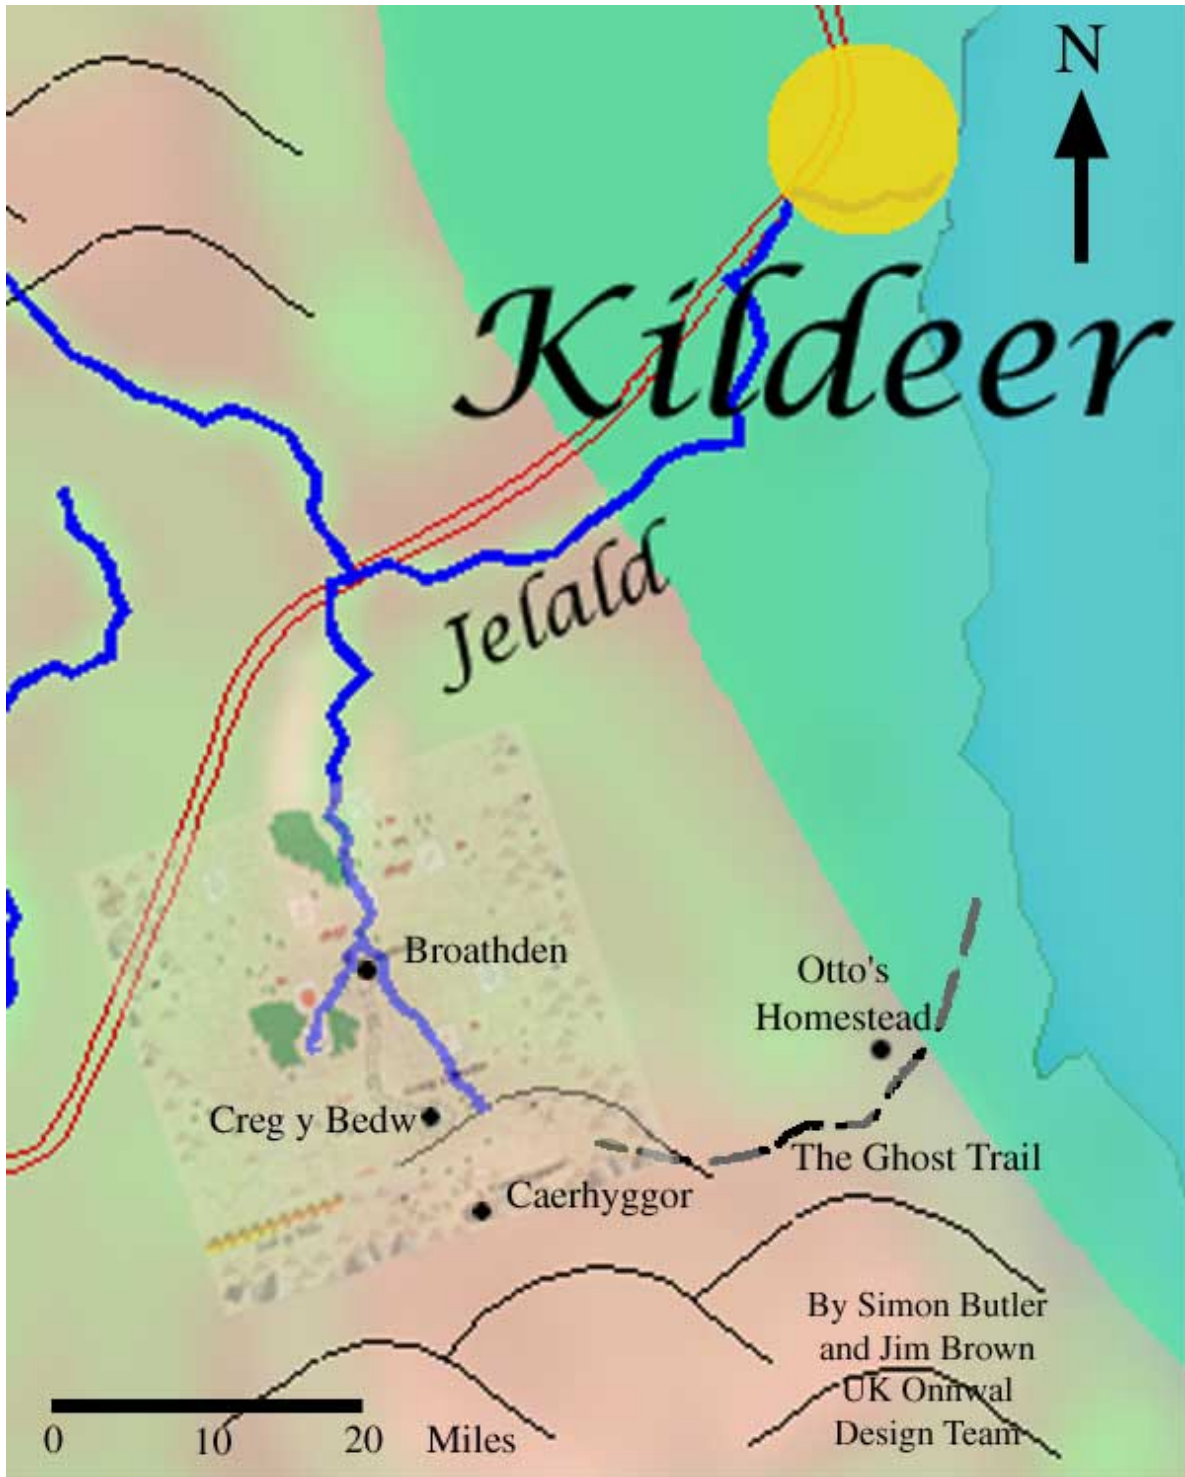 N
Kildeer
Jelald
Broathden
Otto's
Homestead
Creg y Bedw
The Ghost Trail
Caerhyggor
By Simon Butler
and Jim Brown
UK Onnwal
Design Team
0 10 20 Miles